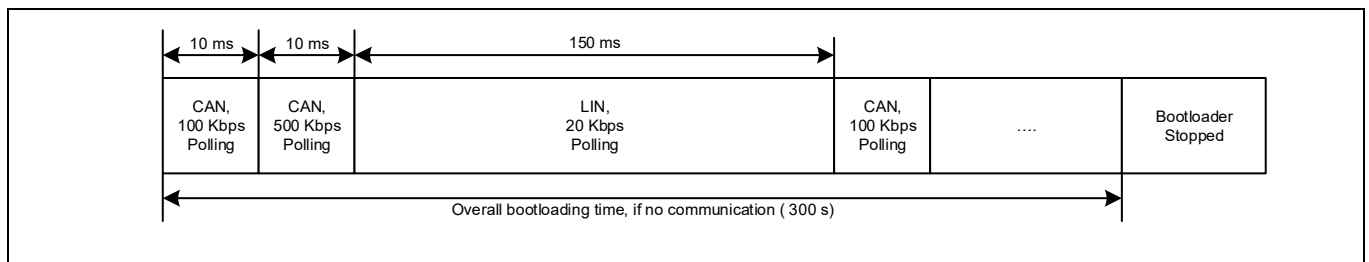 10 ms
10 ms
150 ms
CAN,
100 Kbps
Polling
CAN,
500 Kbps
Polling
LIN,
20 Kbps
Polling
CAN,
100 Kbps
Polling
....
Bootloader
Stopped
Overall bootloading time, if no communication ( 300 s)